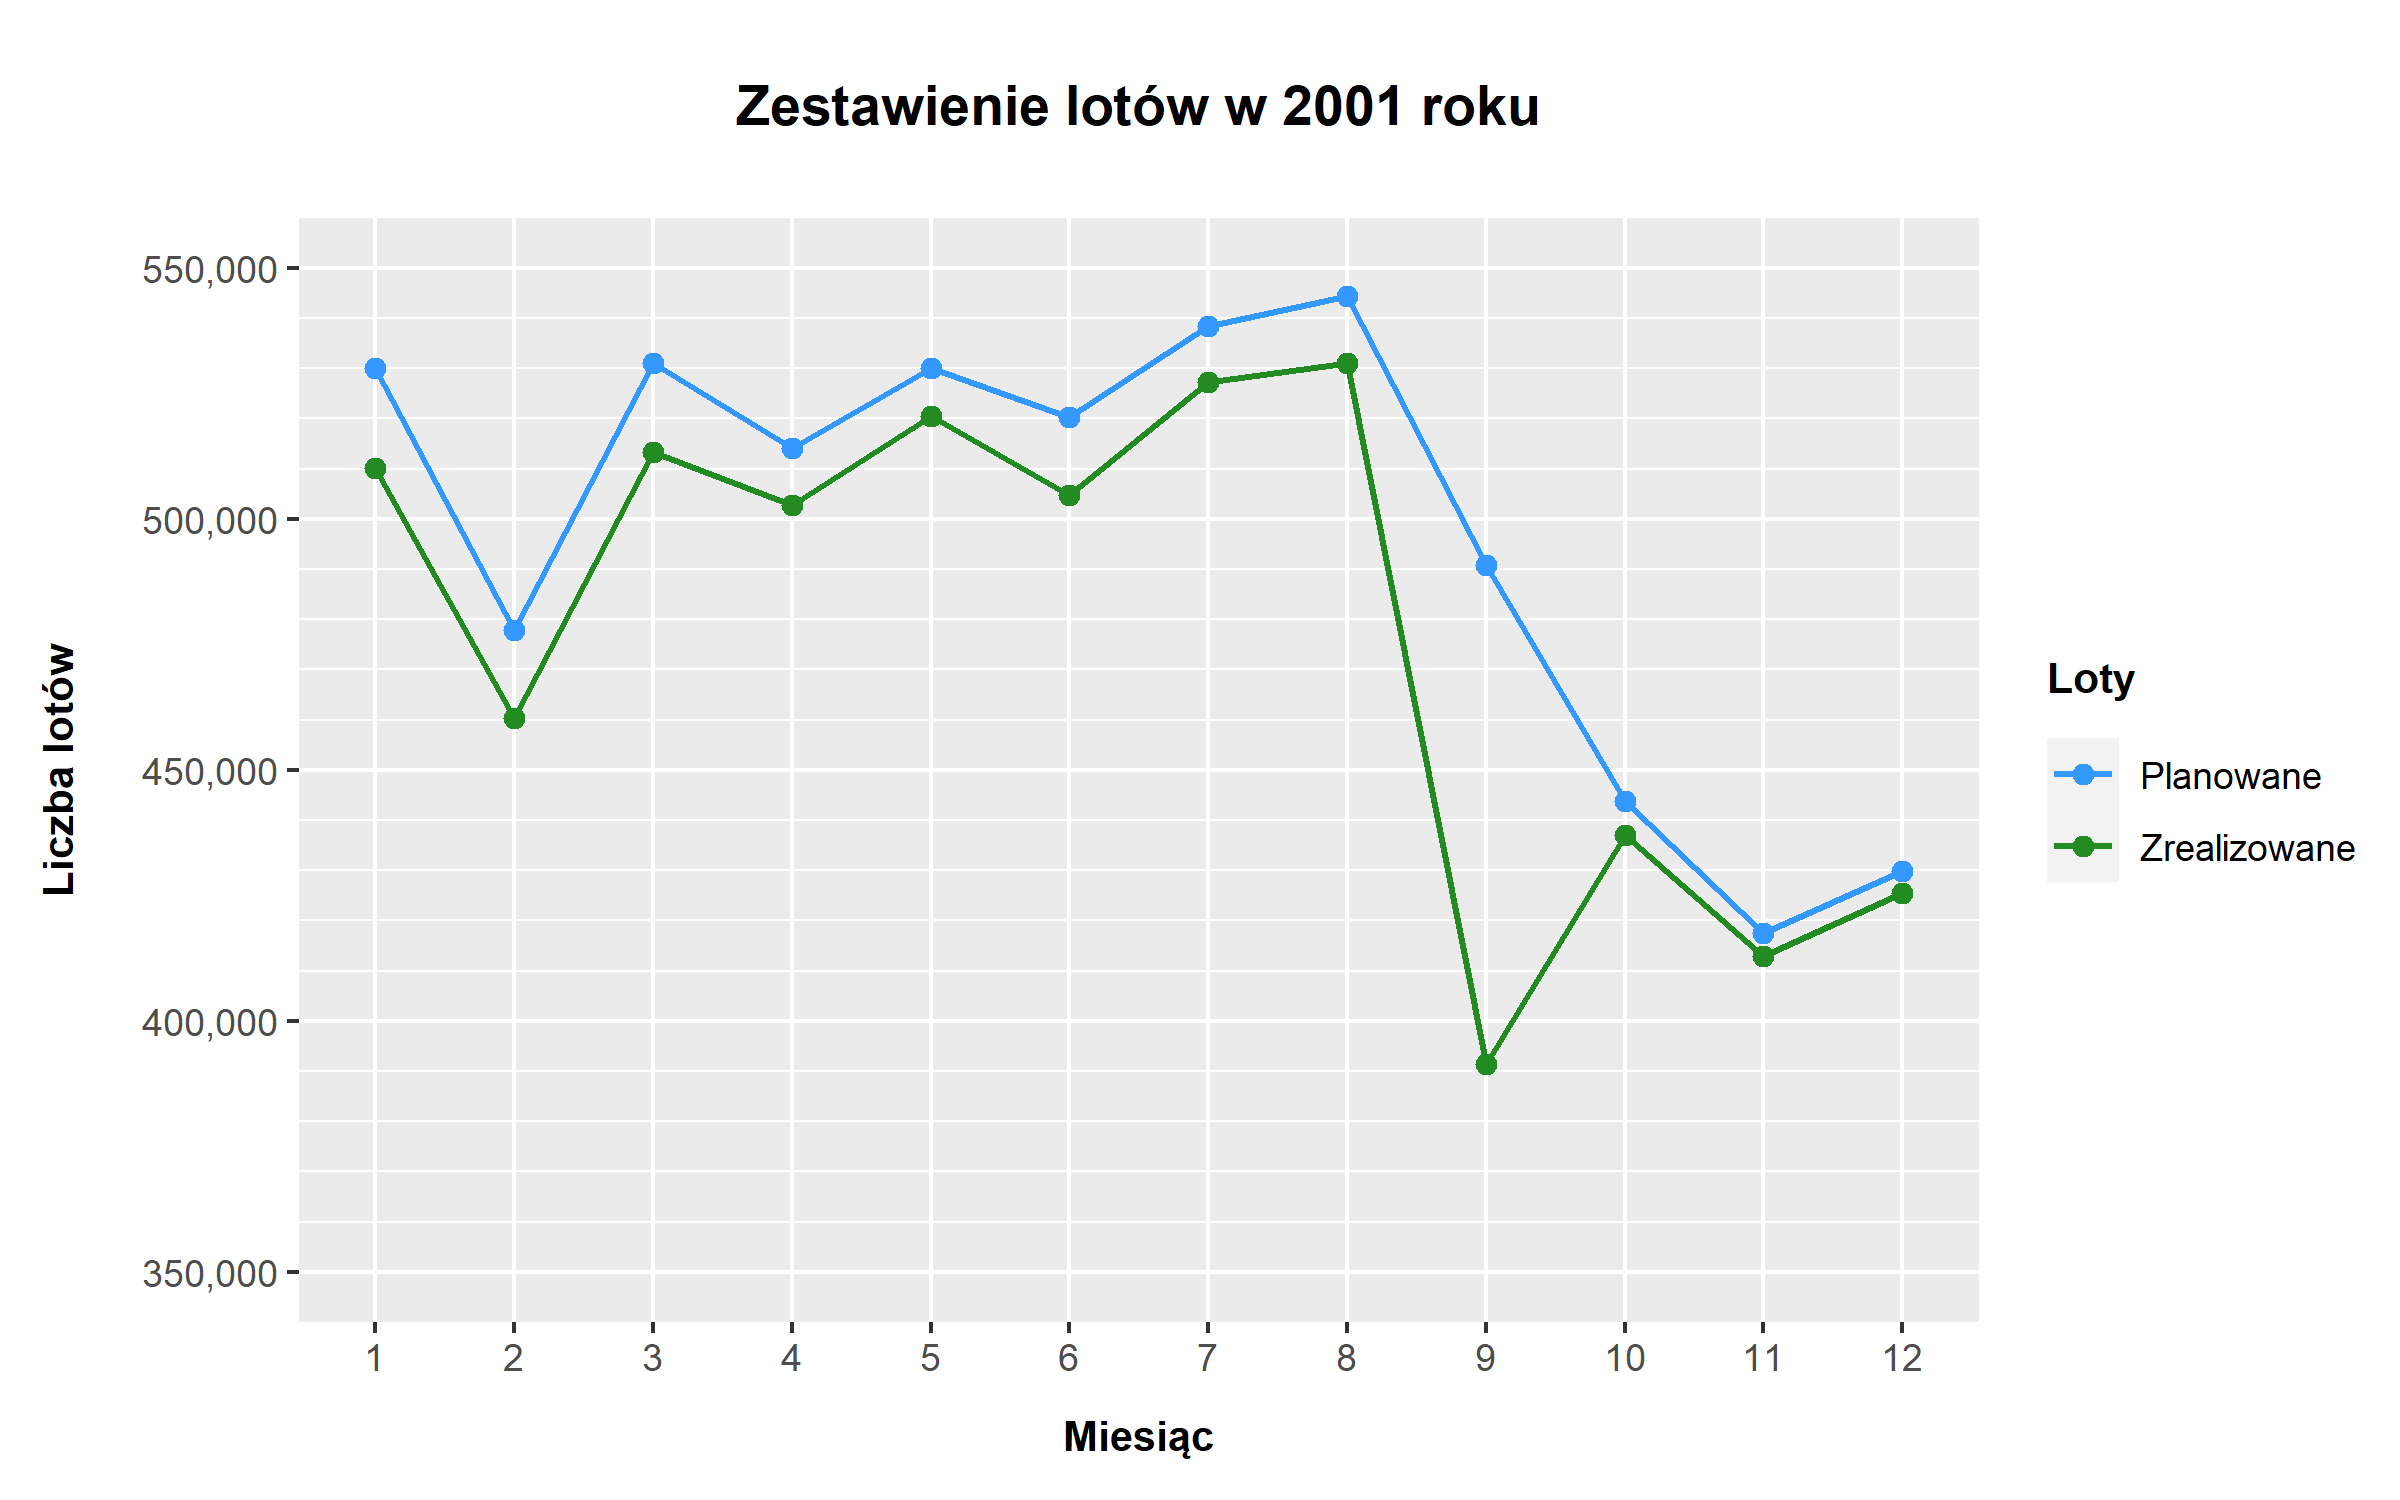 Zestawienie lotów w 2001 roku
Liczba lotów
550,000
500,000
450,000
400,000
350,000
1 2 3 4 5 6 7 8 9 10 11 12
Miesiąc
Loty
Planowane
Zrealizowane